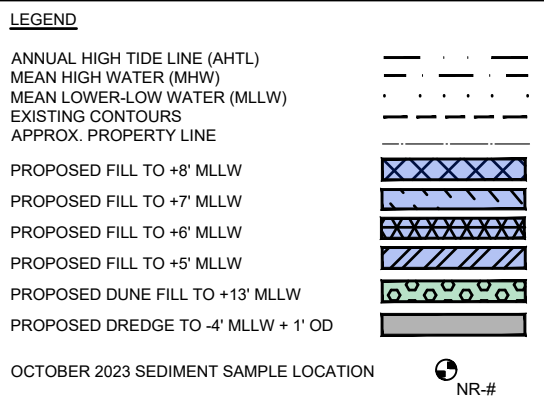 LEGEND
ANNUAL HIGH TIDE LINE (AHTL)
MEAN HIGH WATER (MHW)
MEAN LOWER-LOW WATER (MLLW)
EXISTING CONTOURS
APPROX. PROPERTY LINE
PROPOSED FILL TO +8' MLLW
PROPOSED FILL TO +7' MLLW
PROPOSED FILL TO +6' MLLW
PROPOSED FILL TO +5' MLLW
PROPOSED DUNE FILL TO +13' MLLW
PROPOSED DREDGE TO -4' MLLW + 1' OD
OCTOBER 2023 SEDIMENT SAMPLE LOCATION
NR-#